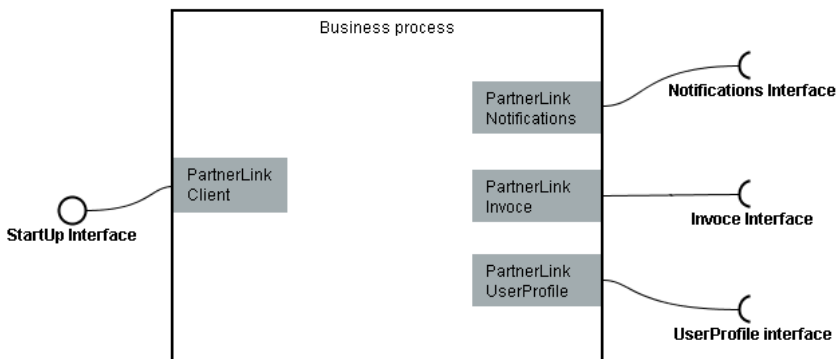 Business process
PartnerLink
Notifications
Notifications Interface
PartnerLink
Client
StartUp Interface
PartnerLink
Invoce
Invoce Interface
PartnerLink
UserProfile
UserProfile interface